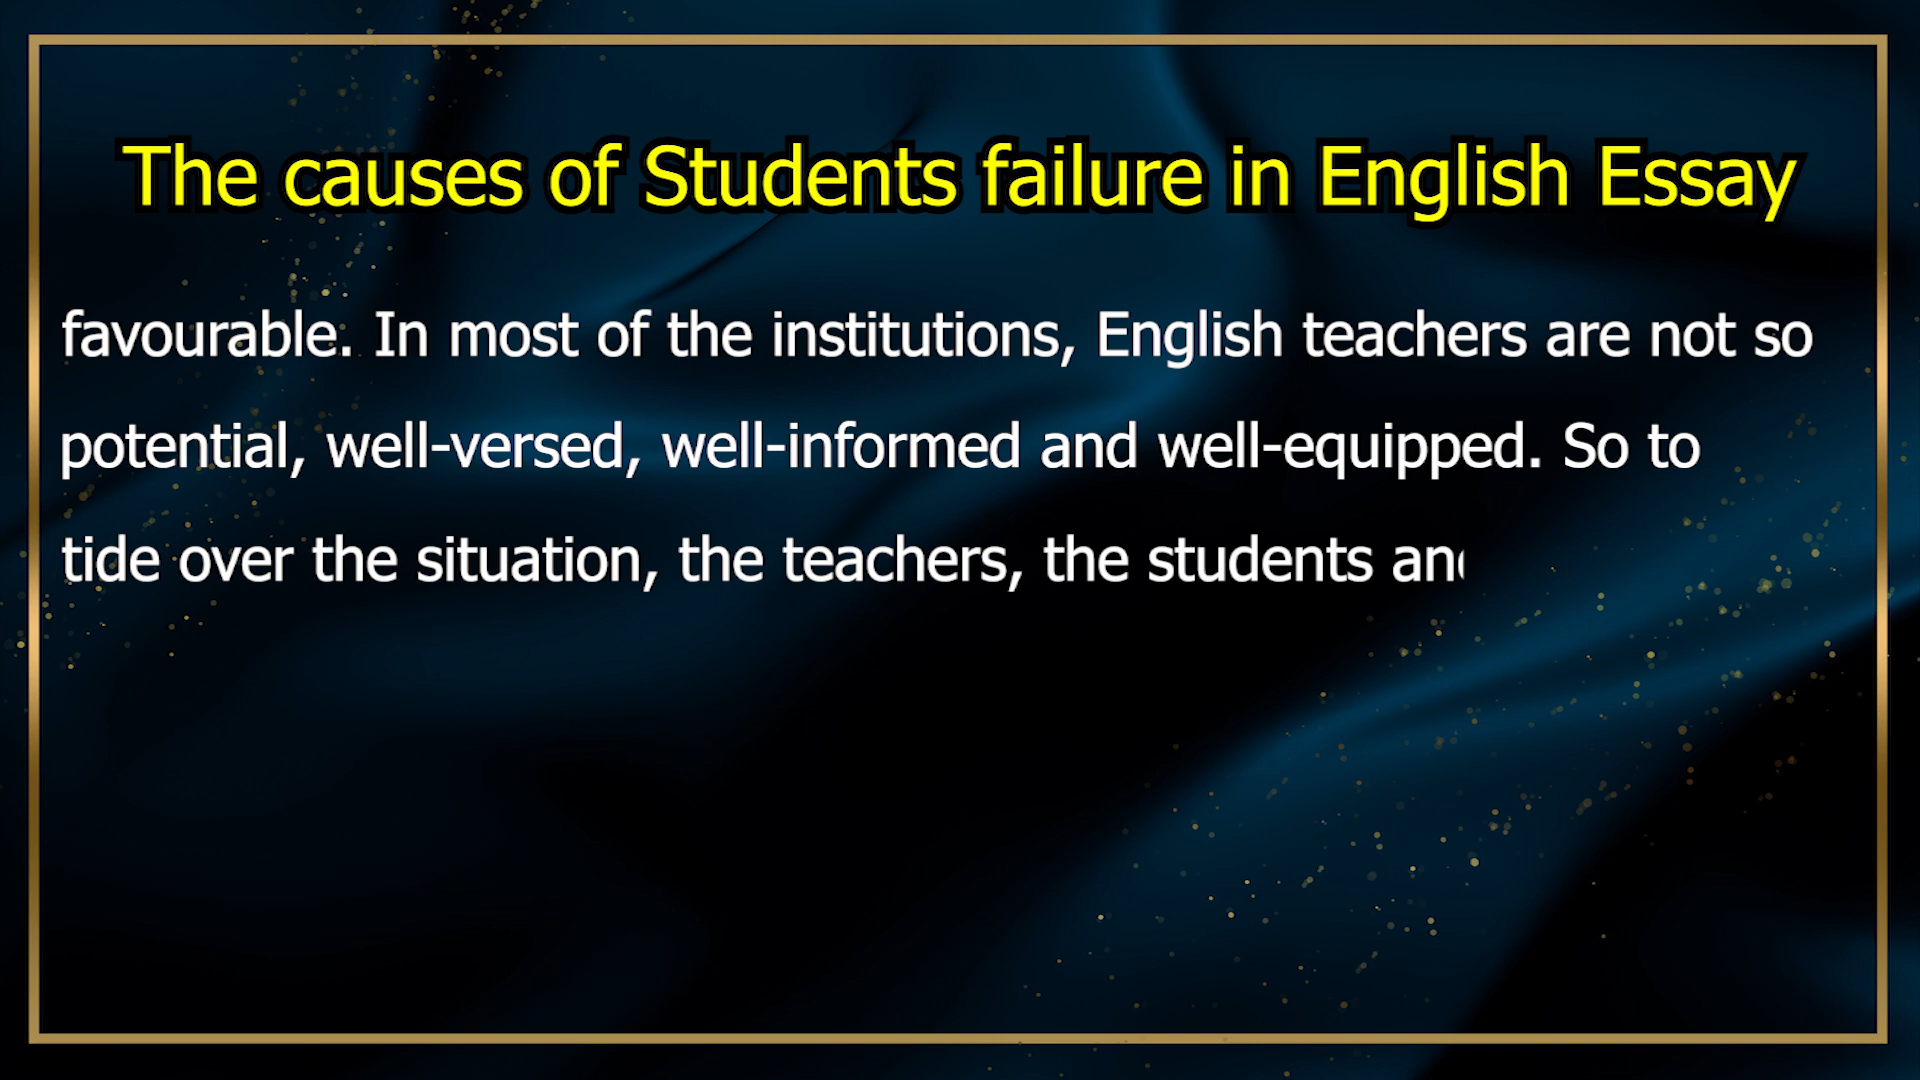 The causes of Students failure in English Essay
favourable. In most of the institutions, English teachers are not so
potential, well-versed, well-informed and well-equipped. So to
tide over the situation, the teachers, the students an